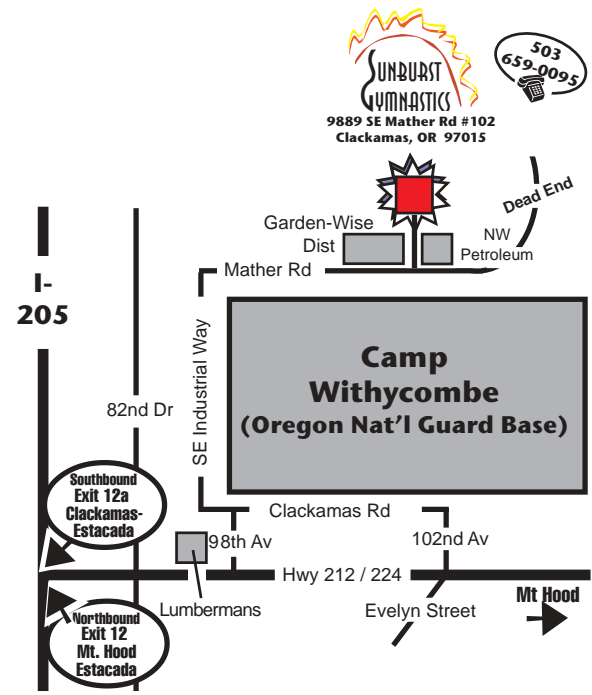 SUNBURST
GYMNASTICS
503
659-0095
9889 SE Mather Rd #102
Clackamas, OR 97015
Dead End
Garden-Wise
Dist
NW
Petroleum
Mather Rd
I-
205
SE Industrial Way
Camp
Withycombe
(Oregon Nat'l Guard Base)
82nd Dr
Southbound
Exit 12a
Clackamas-
Estacada
Clackamas Rd
98th Av
102nd Av
Hwy 212 / 224
Lumbermans
Evelyn Street
Mt Hood
Northbound
Exit 12
Mt. Hood
Estacada